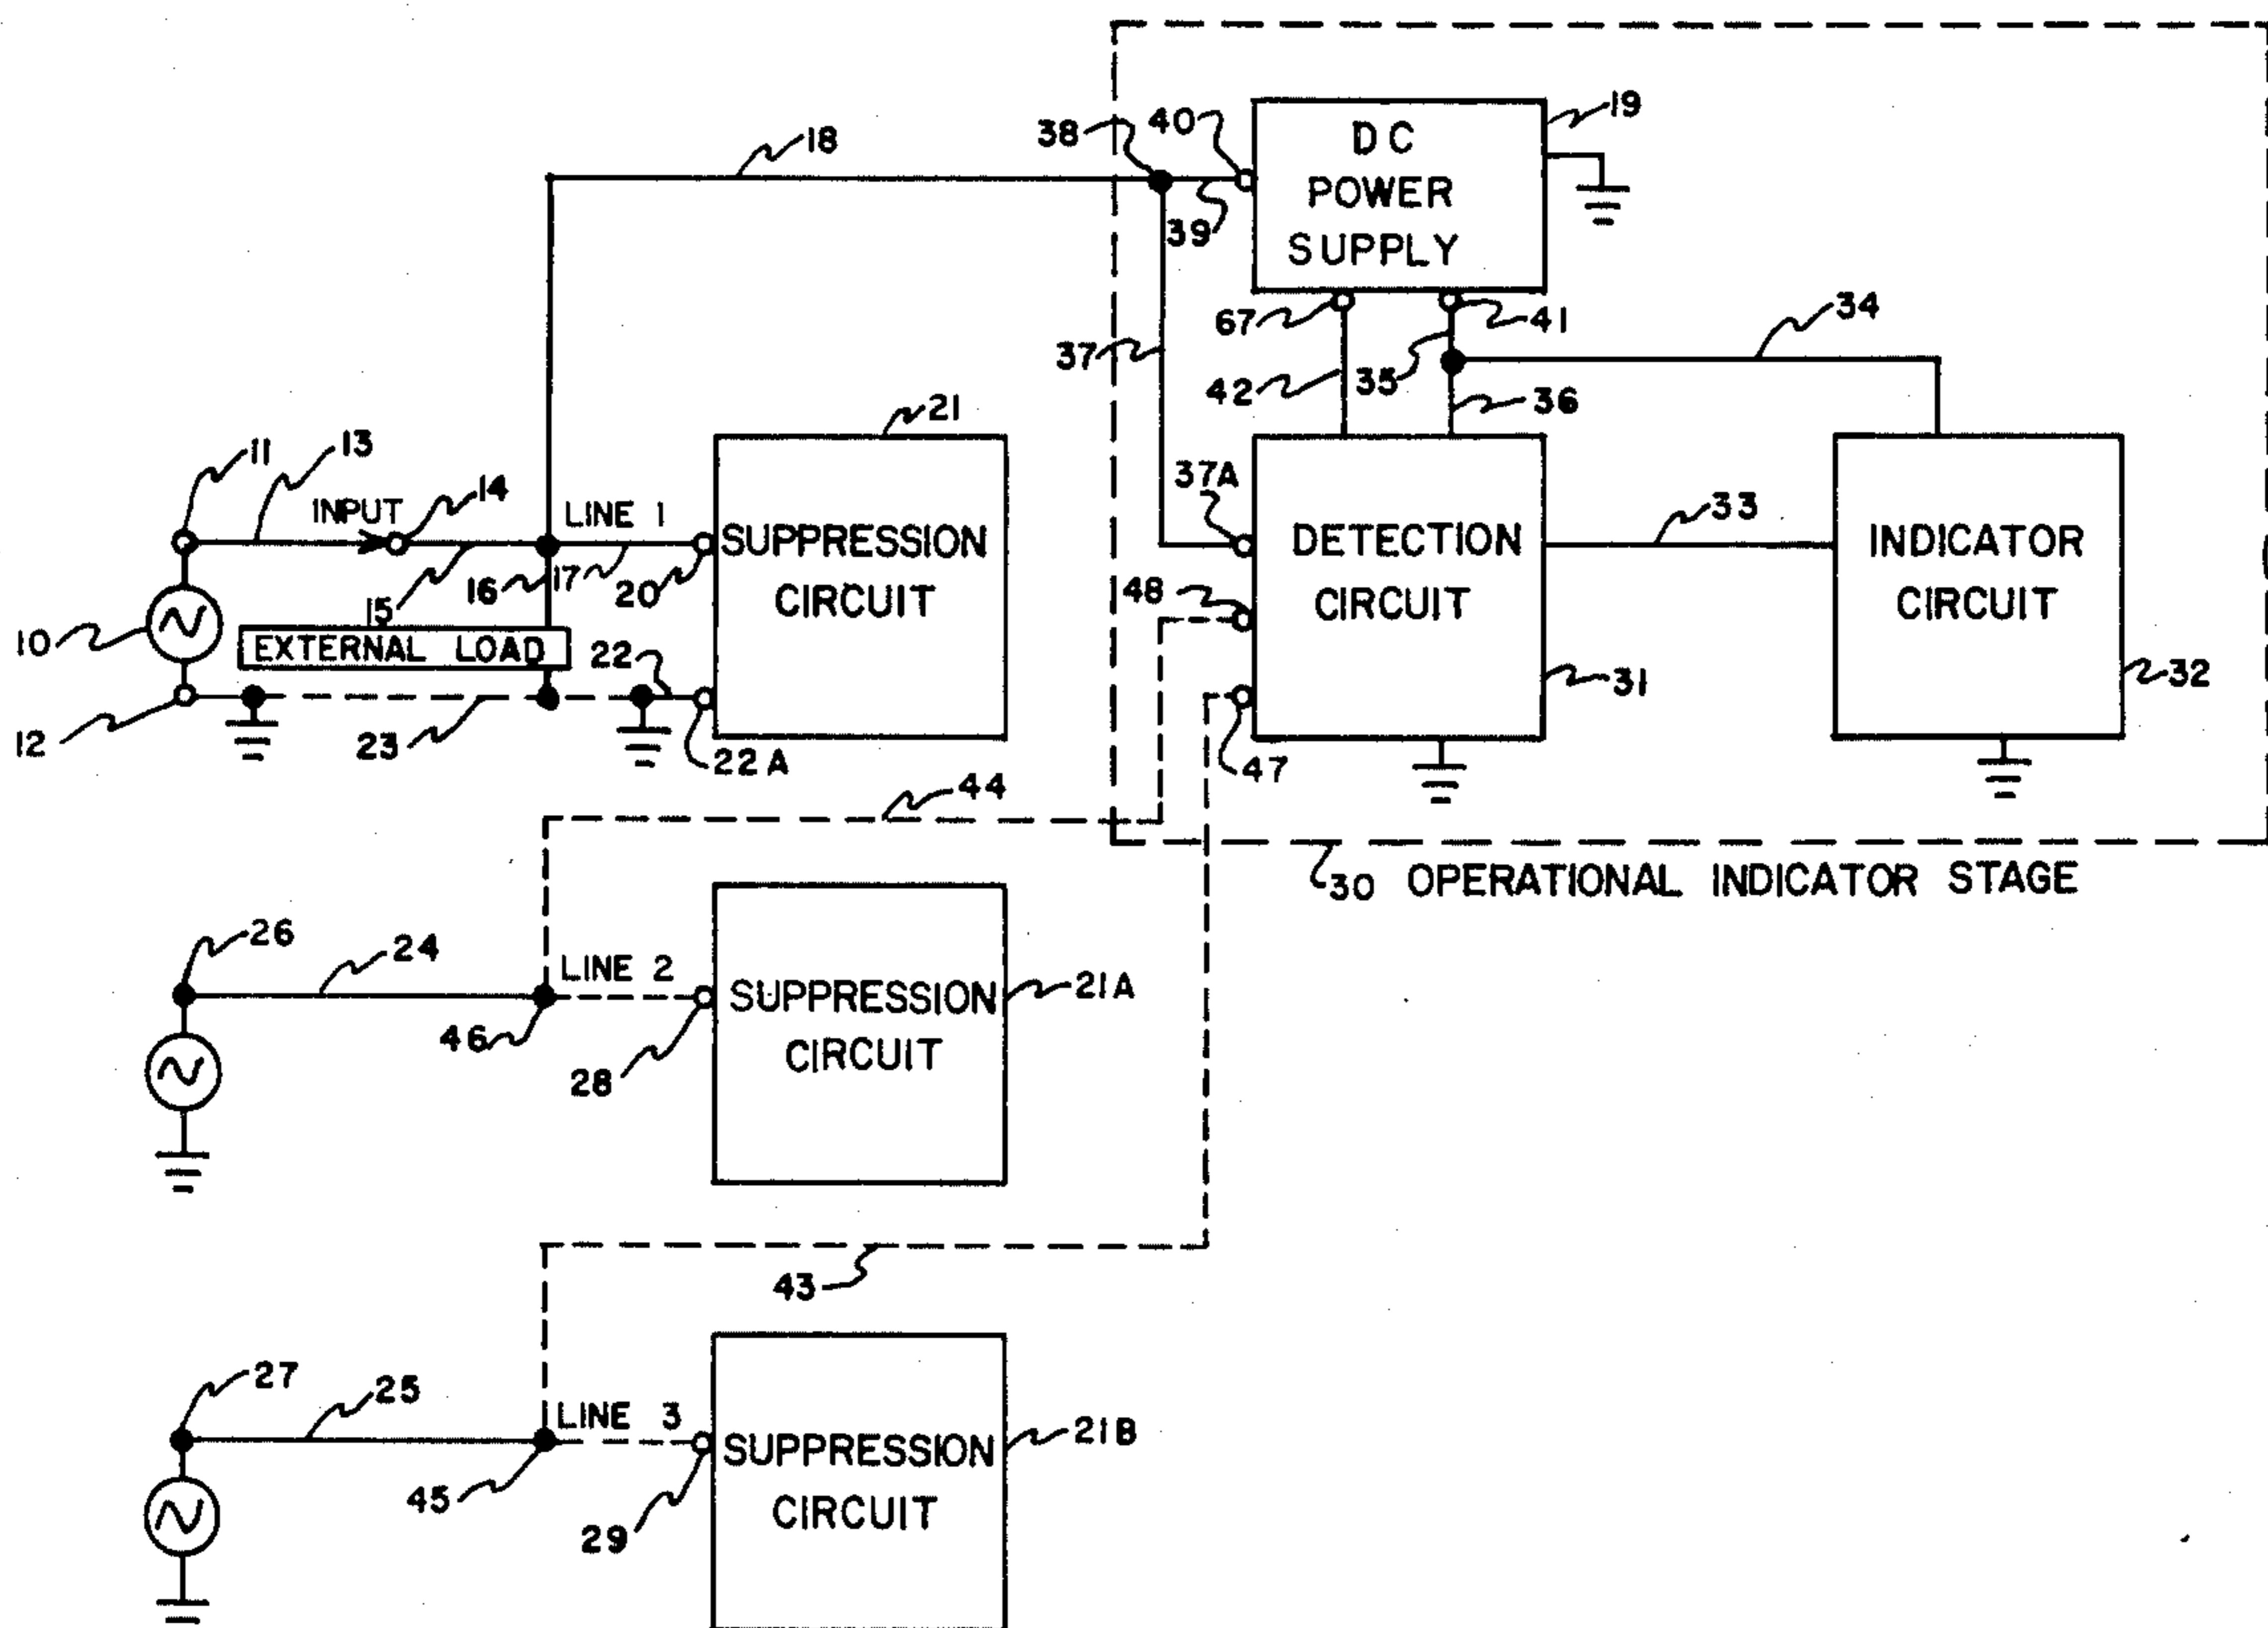 19
38
40
DC
18
POWER
39
SUPPLY
34
67
41
37
42
35
36
21
11
13
37A
INPUT
14
LINE 1
33
SUPPRESSION
CIRCUIT
DETECTION
CIRCUIT
INDICATOR
CIRCUIT
15
16
17
20
48
10
EXTERNAL LOAD
22
31
32
12
23
22A
47
44
30 OPERATIONAL INDICATOR STAGE
26
24
LINE 2
SUPPRESSION
CIRCUIT
21A
46
28
43
27
25
LINE 3
SUPPRESSION
CIRCUIT
21B
45
29